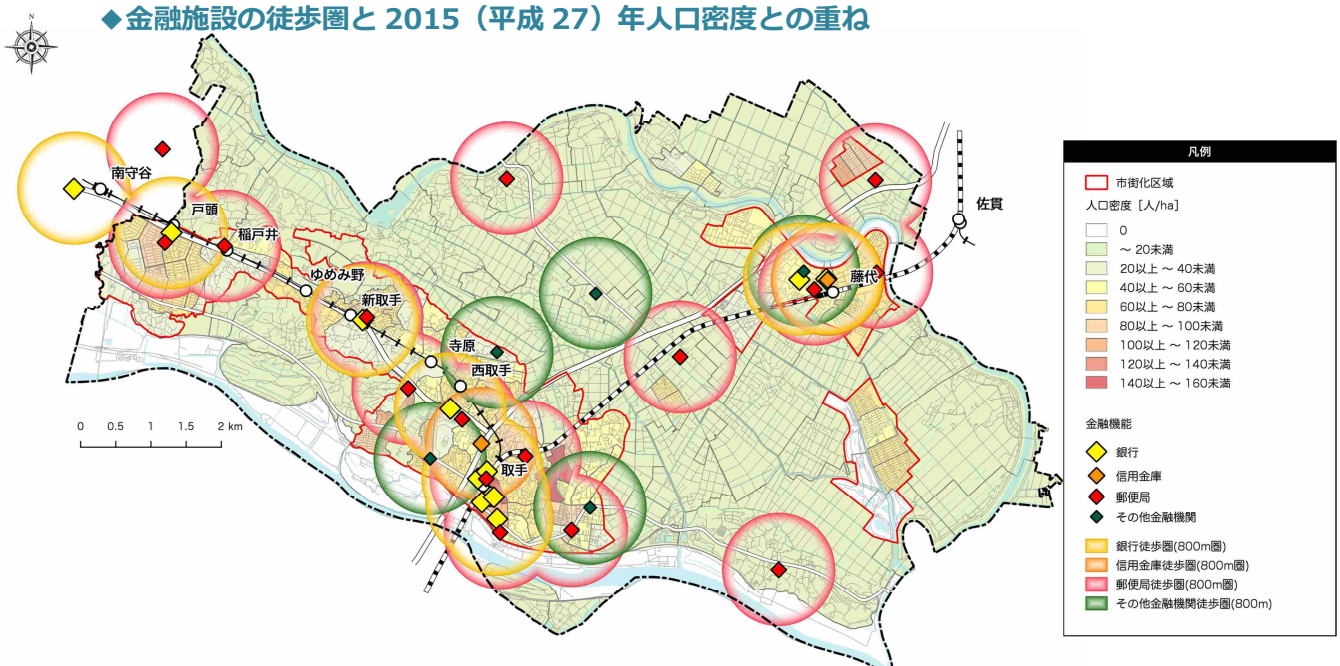 ◆金融施設の徒歩圏と 2015（平成 27）年人口密度との重ね
N
南守谷
戸頭
稲戸井
ゆめみ野
新取手
寺原
西取手
取手
藤代
佐貫
0 0.5 1 1.5 2 km
凡例
市街化区域
人口密度［人/ha］
0
～ 20未満
20以上 ～ 40未満
40以上 ～ 60未満
60以上 ～ 80未満
80以上 ～ 100未満
100以上 ～ 120未満
120以上 ～ 140未満
140以上 ～ 160未満
金融機能
銀行
信用金庫
郵便局
その他金融機関
銀行徒歩圏(800m圏)
信用金庫徒歩圏(800m圏)
郵便局徒歩圏(800m圏)
その他金融機関徒歩圏(800m)